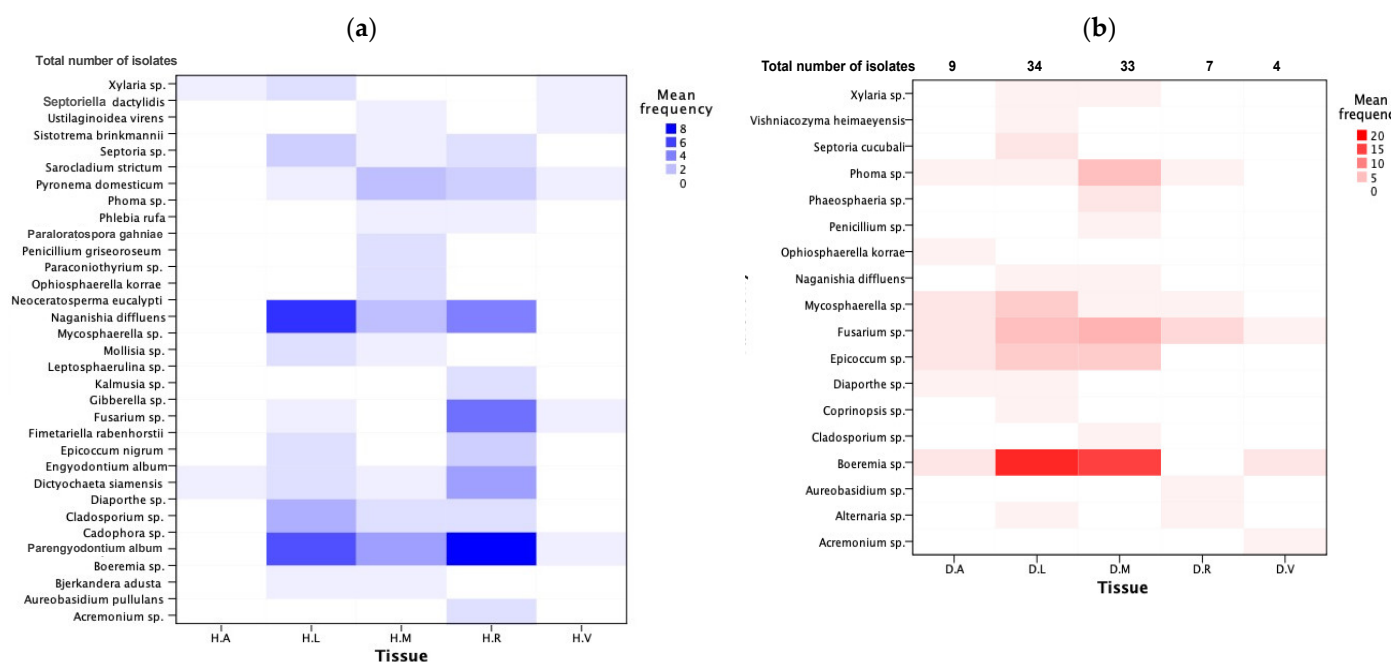 (a)
Total number of isolates
Xylaria sp.
Septoriella dactylidis
Ustilaginoidea virens
Sistotrema brinkmannii
Septoria sp.
Sarocladium strictum
Pyronema domesticum
Phoma sp.
Phlebia rufa
Paraloratospora gahniae
Penicillium griseoroseum
Paraconiothyrium sp.
Ophiosphaerella korrae
Neoceratosperma eucalypti
Naganishia diffluens
Mycosphaerella sp.
Mollisia sp.
Leptosphaerulina sp.
Kalmusia sp.
Gibberella sp.
Fusarium sp.
Fimetariella rabenhorstii
Epicoccum nigrum
Engyodontium album
Dictyochaeta siamensis
Diaporthe sp.
Cladosporium sp.
Cadophora sp.
Parengyodontium album
Boeremia sp.
Bjerkandera adusta
Aureobasidium pullulans
Acremonium sp.
H.A H.L H.M H.R H.V
Tissue
Mean
frequency
8
6
4
2
0
(b)
Total number of isolates 9 34 33 7 4
Xylaria sp.
Vishniacozyma heimaeyensis
Septoria cucubali
Phoma sp.
Phaeosphaeria sp.
Penicillium sp.
Ophiosphaerella korrae
Naganishia diffluens
Mycosphaerella sp.
Fusarium sp.
Epicoccum sp.
Diaporthe sp.
Coprinopsis sp.
Cladosporium sp.
Boeremia sp.
Aureobasidium sp.
Alternaria sp.
Acremonium sp.
D.A D.L D.M D.R D.V
Tissue
Mean
frequenc
20
15
10
5
0